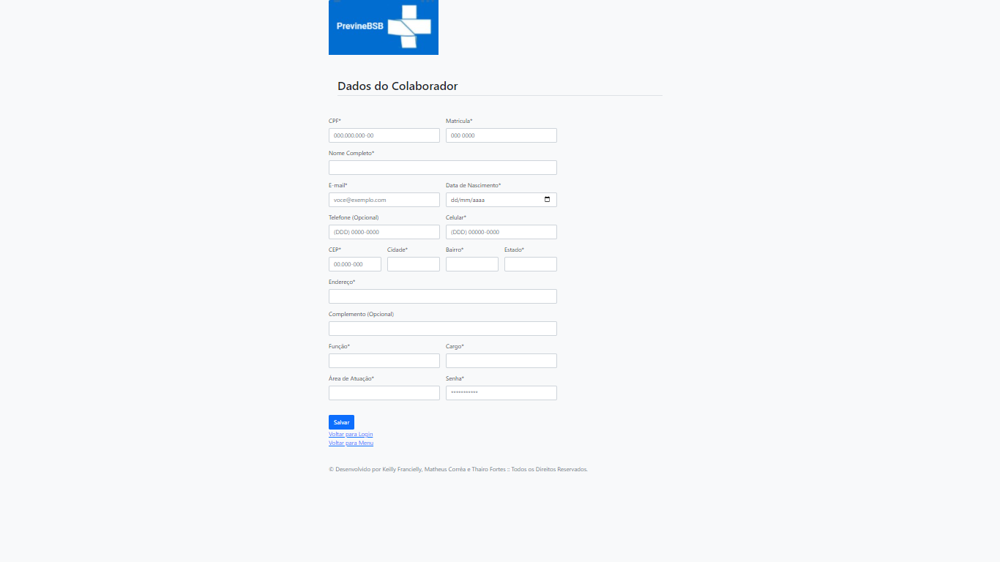 PrevineBSB
Dados do Colaborador
CPF* Matrícula*
000.000.000-00 000 0000
Nome Completo*
E-mail* Data de Nascimento*
voce@exemplo.com dd/mm/aaaa
Telefone (Opcional) Celular*
(DDD) 0000-0000 (DDD) 00000-0000
CEP* Cidade* Bairro* Estado*
00.000-000
Endereço*
Complemento (Opcional)
Função* Cargo*
Área de Atuação* Senha*
***********
Salvar
Voltar para Login
Voltar para Menu
© Desenvolvido por Keilly Francielly, Matheus Corrêa e Thairo Fortes :: Todos os Direitos Reservados.